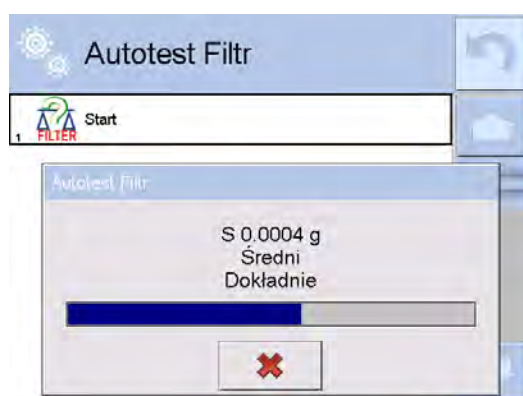 Autotest Filtr
1 FILTER Start
Autotest Filtr
S 0.0004 g
Średni
Dokładnie